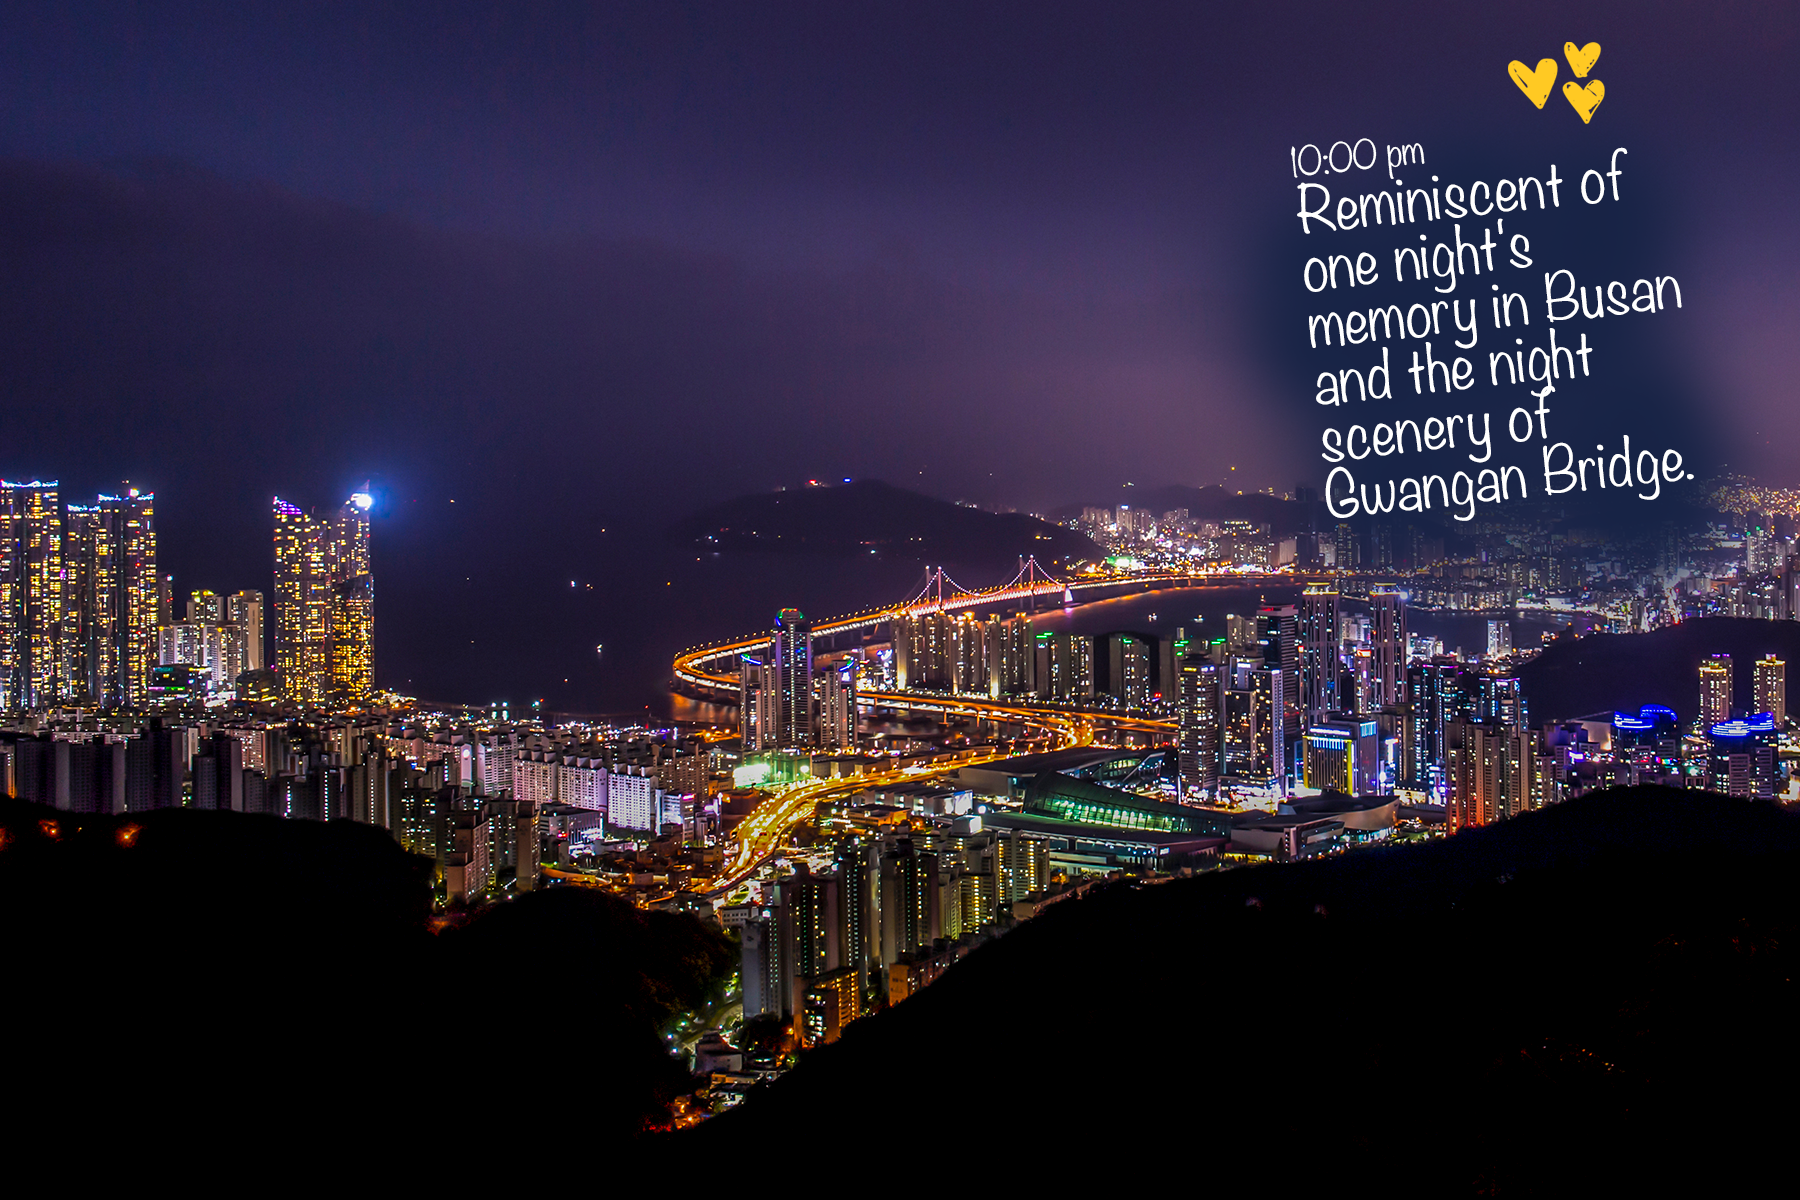 10:00 pm
Reminiscent of
one night's
memory in Busan
and the night
scenery of
Gwangan Bridge.